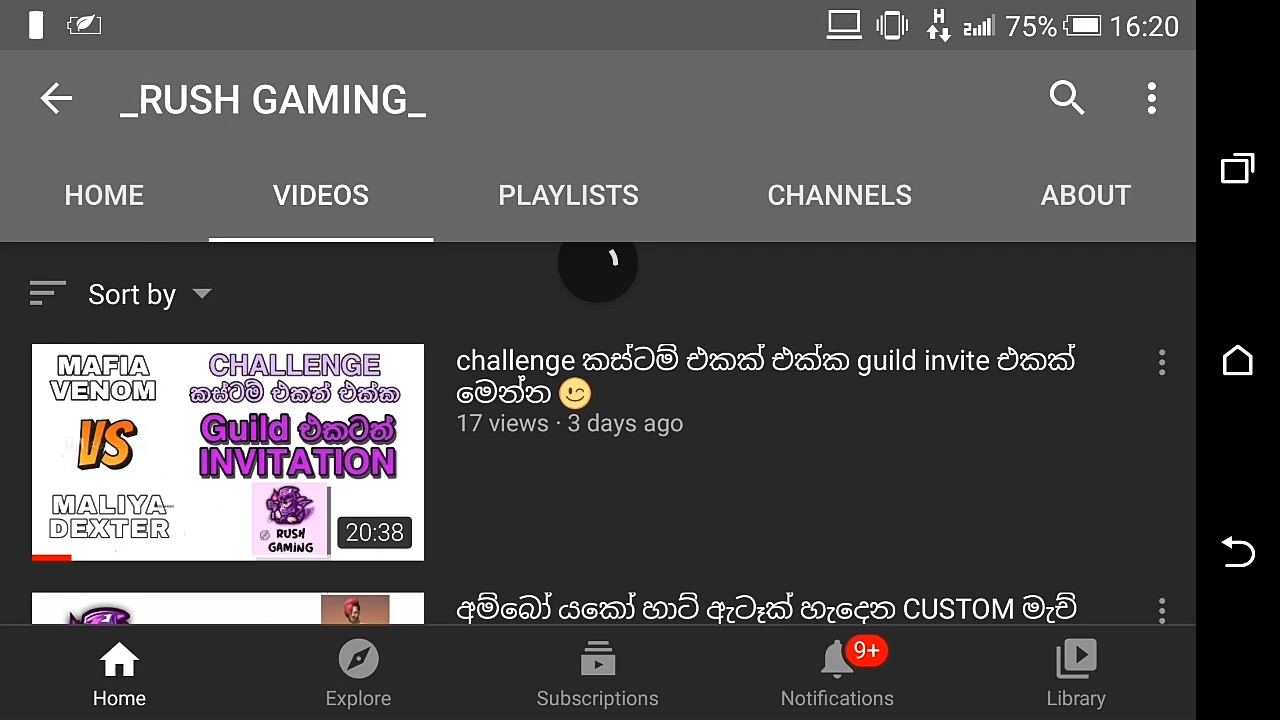 75% 16:20
_RUSH GAMING_
HOME VIDEOS PLAYLISTS CHANNELS ABOUT
Sort by
MAFIA
VENOM
VS
MALIYA
DEXTER
CHALLENGE
කස්ටම් එකත් එක්ක
Guild එකටත්
INVITATION
RUSH
GAMING
20:38
challenge කස්ටම් එකක් එක්ක guild invite එකක්
මෙන්න 😉
17 views · 3 days ago
අම්බෝ යකෝ හාට් ඇටෑක් හැදෙන CUSTOM මැච්
9+
Home Explore Subscriptions Notifications Library